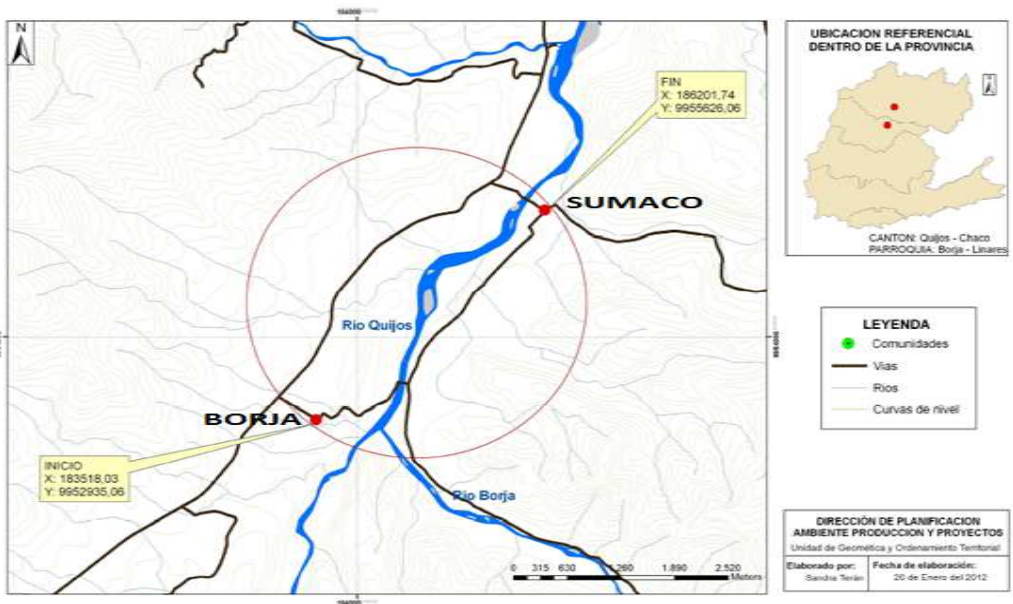 N
FIN
X: 186201,74
Y: 9955626,06
SUMACO
Rio Quijos
BORJA
INICIO
X: 183518,03
Y: 9952935,06
Rio Borja
0 315 630 1.260 1.890 2.520
Meters
UBICACION REFERENCIAL
DENTRO DE LA PROVINCIA
CANTON: Quijos - Chaco
PARROQUIA: Borja - Linares
LEYENDA
Comunidades
Vias
Rios
Curvas de nivel
DIRECCIÓN DE PLANIFICACION
AMBIENTE PRODUCCION Y PROYECTOS
Unidad de Geomética y Ordenamiento Territorial
Elaborado por:
Sandra Terán
Fecha de elaboración:
20 de Enero del 2012